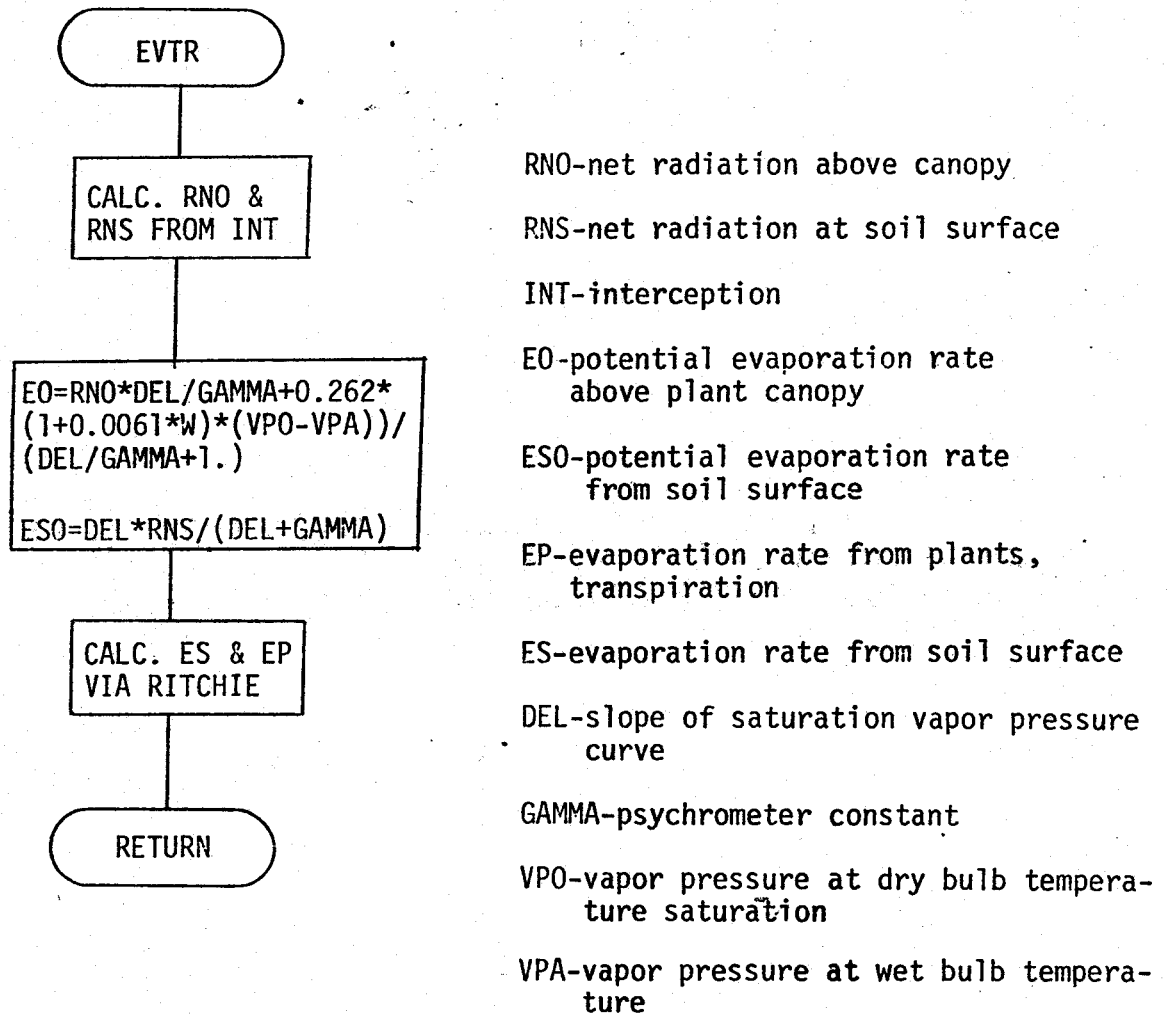 EVTR
CALC. RNO &
RNS FROM INT
EO=RNO*DEL/GAMMA+0.262*
(1+0.0061*W)*(VPO-VPA))/
(DEL/GAMMA+1.)
ESO=DEL*RNS/(DEL+GAMMA)
CALC. ES & EP
VIA RITCHIE
RETURN
RNO-net radiation above canopy
RNS-net radiation at soil surface
INT-interception
EO-potential evaporation rate
above plant canopy
ESO-potential evaporation rate
from soil surface
EP-evaporation rate from plants,
transpiration
ES-evaporation rate from soil surface
DEL-slope of saturation vapor pressure
curve
GAMMA-psychrometer constant
VPO-vapor pressure at dry bulb tempera-
ture saturation
VPA-vapor pressure at wet bulb tempera-
ture